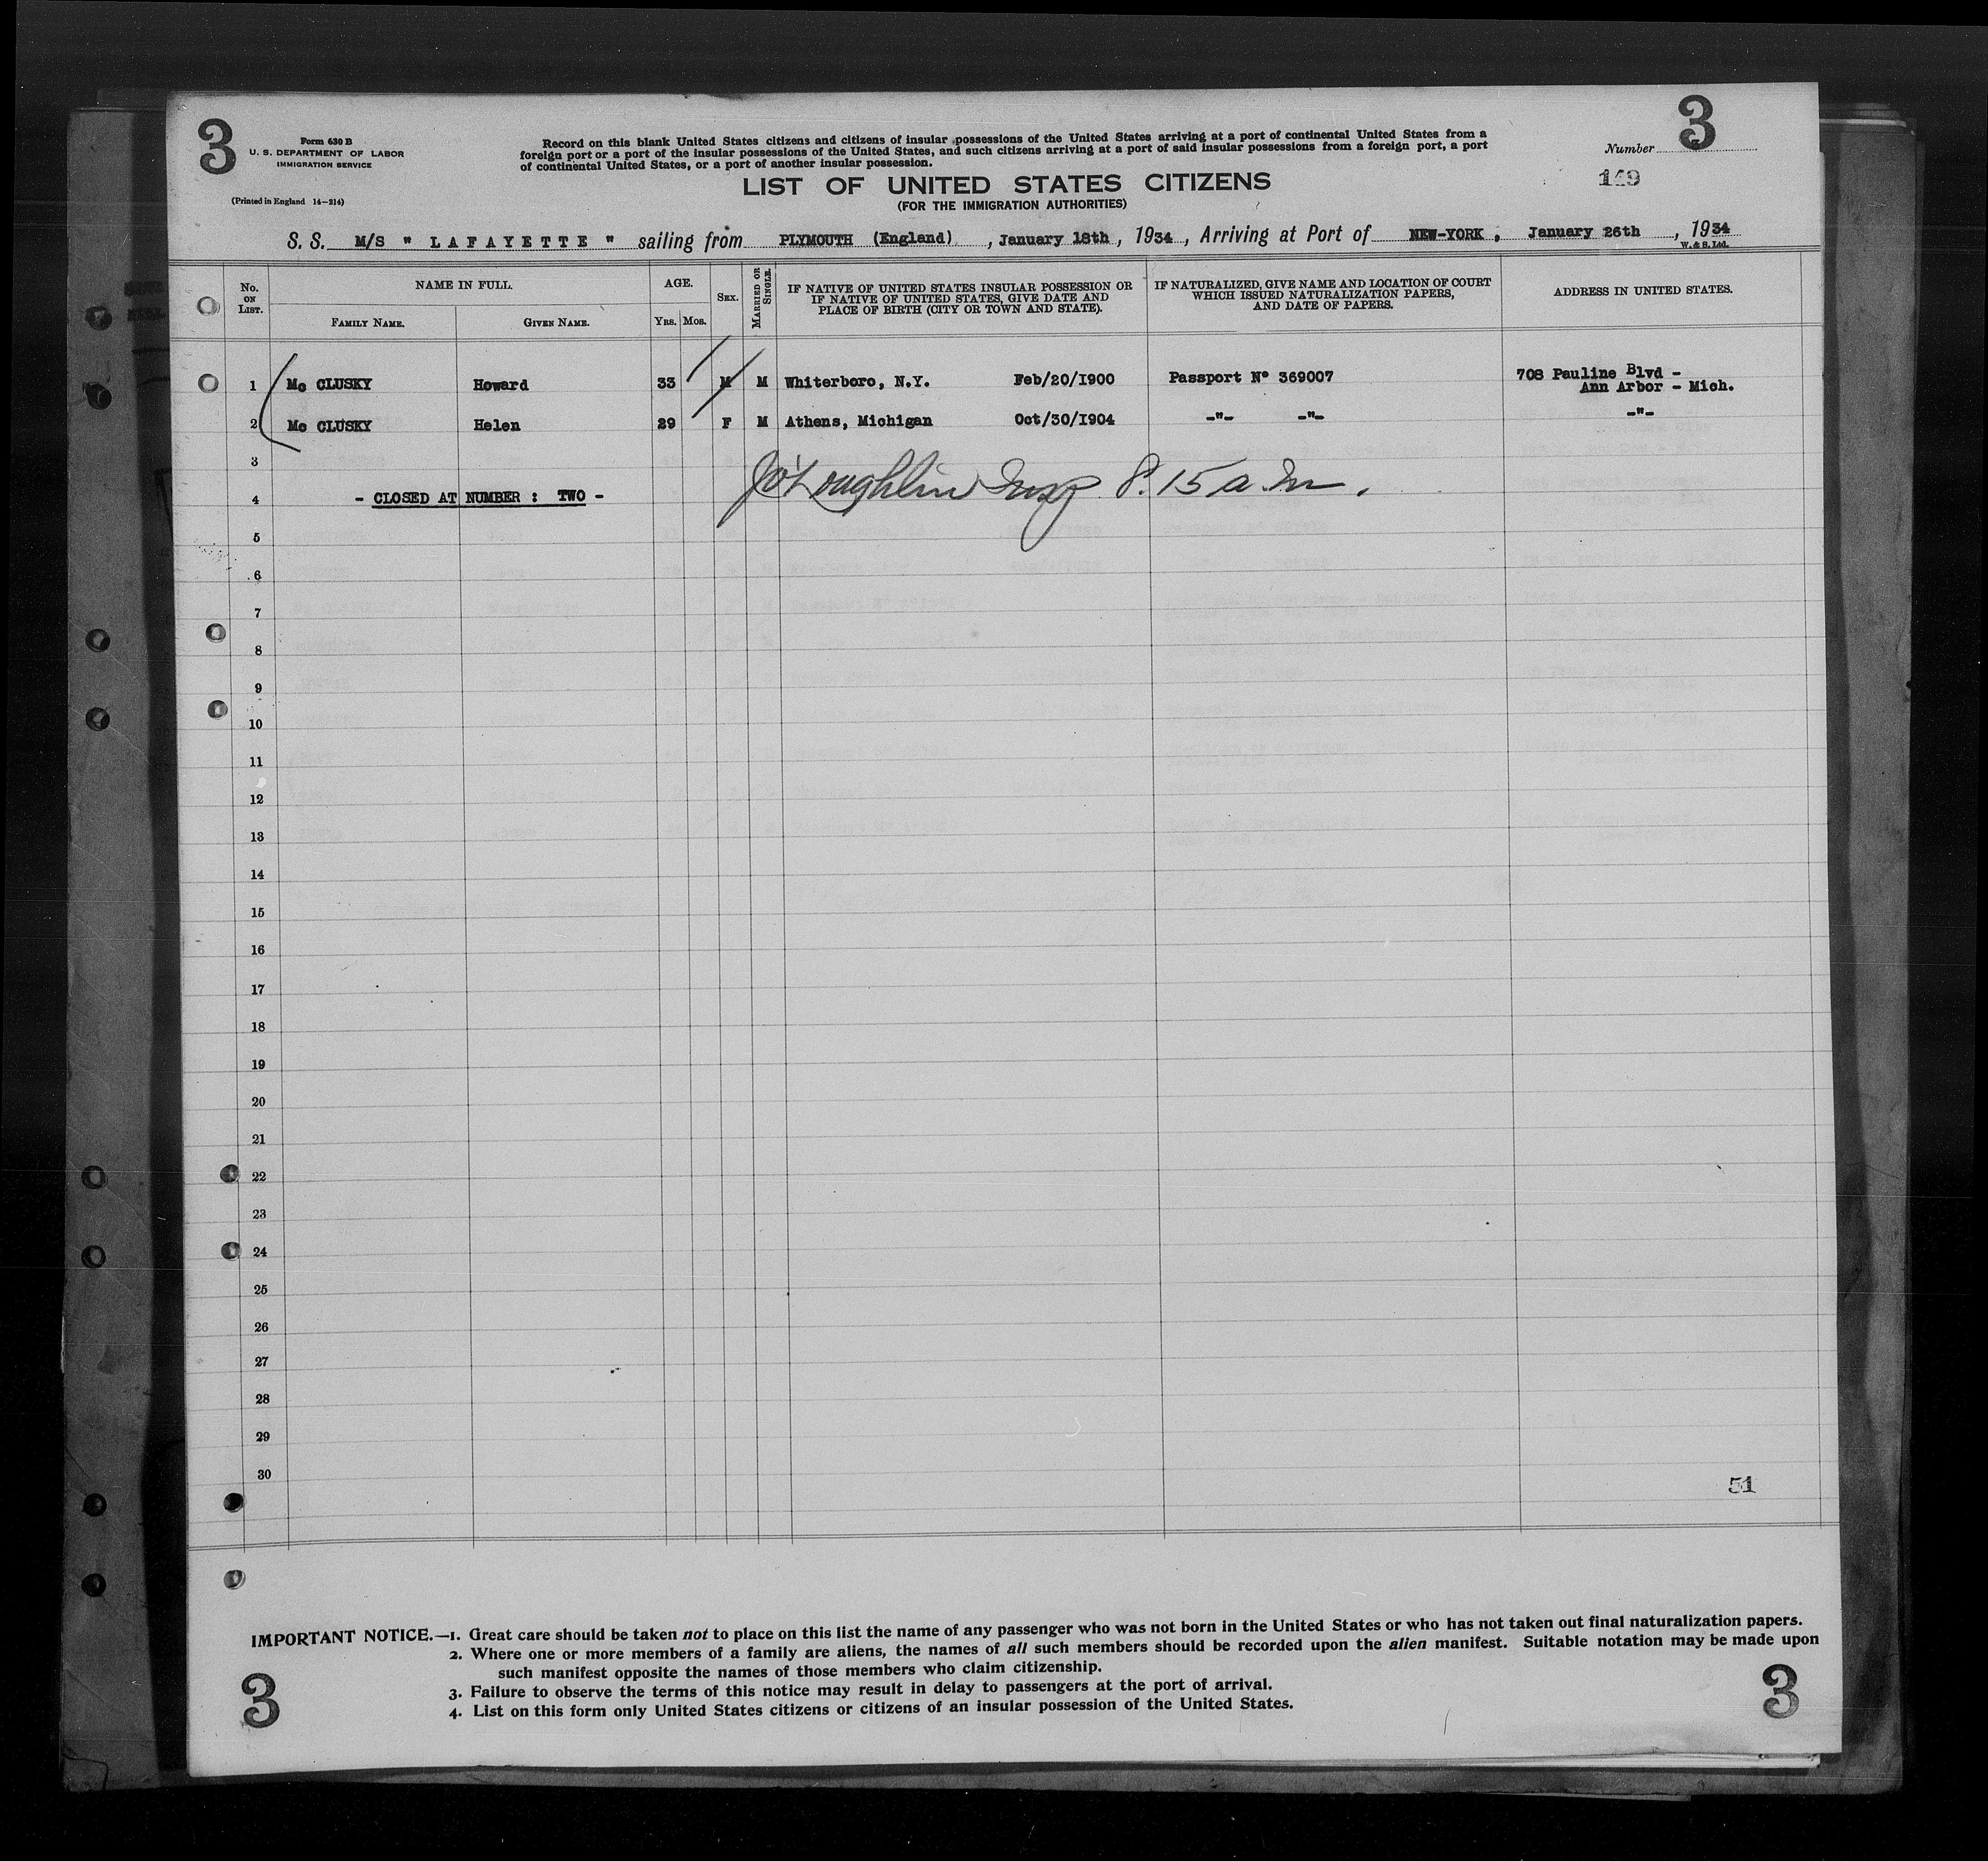 3
Form 630 B
U. S. DEPARTMENT OF LABOR
IMMIGRATION SERVICE
(Printed in England 14—214)
Record on this blank United States citizens and citizens of insular possessions of the United States arriving at a port of continental United States from a
foreign port or a port of the insular possessions of the United States, and such citizens arriving at a port of said insular possessions from a foreign port, a port
of continental United States, or a port of another insular possession.
Number 3
149
LIST OF UNITED STATES CITIZENS
(FOR THE IMMIGRATION AUTHORITIES)
S. S. M/S " LAFAYETTE " sailing from PLYMOUTH (England) , January 18th , 1934 , Arriving at Port of NEW-YORK , January 26th , 1934
W. & S. Ltd.
No. ON LIST.
NAME IN FULL.
FAMILY NAME.
GIVEN NAME.
AGE.
YRS. MOS.
SEX.
MARRIED OR SINGLE.
IF NATIVE OF UNITED STATES INSULAR POSSESSION OR
IF NATIVE OF UNITED STATES, GIVE DATE AND
PLACE OF BIRTH (CITY OR TOWN AND STATE).
IF NATURALIZED, GIVE NAME AND LOCATION OF COURT
WHICH ISSUED NATURALIZATION PAPERS,
AND DATE OF PAPERS.
ADDRESS IN UNITED STATES.
1 Mc CLUSKY Howard 33 M M Whiterboro, N.Y. Feb/20/I900 Passport N° 369007 708 Pauline Blvd -
Ann Arbor - Mich.
2 Mc CLUSKY Helen 29 F M Athens, Michigan Oct/30/I904 -"- -"- -"-
3
J O'Loughlin Insp 8.15 a.m.
4 - CLOSED AT NUMBER : TWO -
5
6
7
8
9
10
11
12
13
14
15
16
17
18
19
20
21
22
23
24
25
26
27
28
29
30
51
IMPORTANT NOTICE.—1. Great care should be taken not to place on this list the name of any passenger who was not born in the United States or who has not taken out final naturalization papers.
2. Where one or more members of a family are aliens, the names of all such members should be recorded upon the alien manifest. Suitable notation may be made upon
such manifest opposite the names of those members who claim citizenship.
3. Failure to observe the terms of this notice may result in delay to passengers at the port of arrival.
4. List on this form only United States citizens or citizens of an insular possession of the United States.
3
3